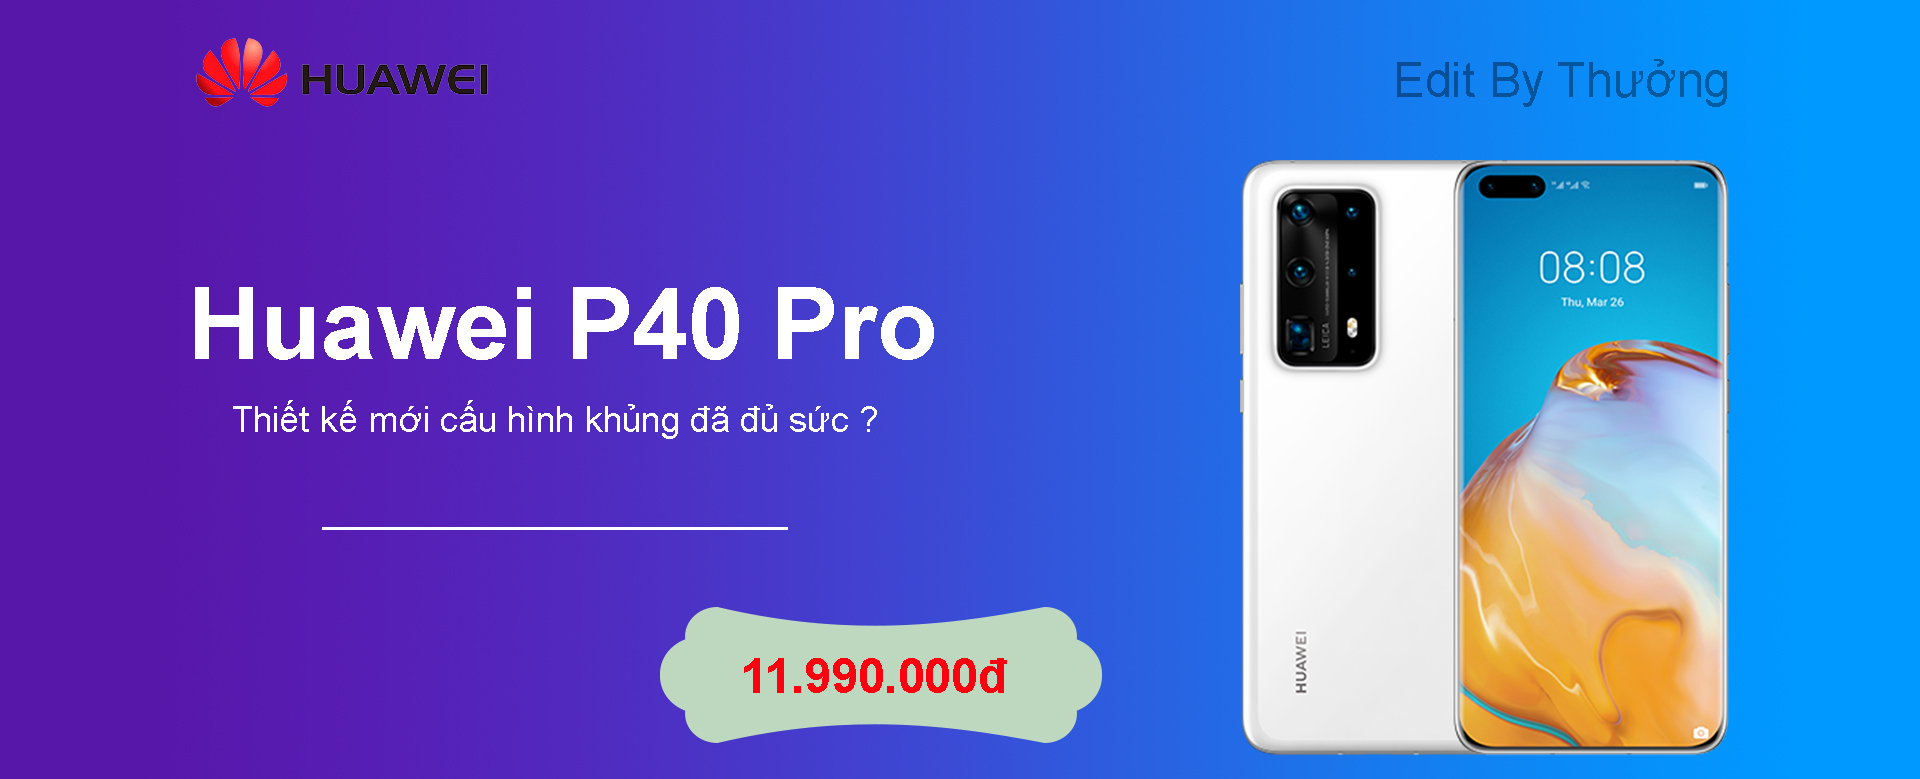 HUAWEI
Edit By Thưởng
Huawei P40 Pro
Thiết kế mới cấu hình khủng đã đủ sức ?
11.990.000đ
08:08
Thu, Mar 26
LEICA
HUAWEI